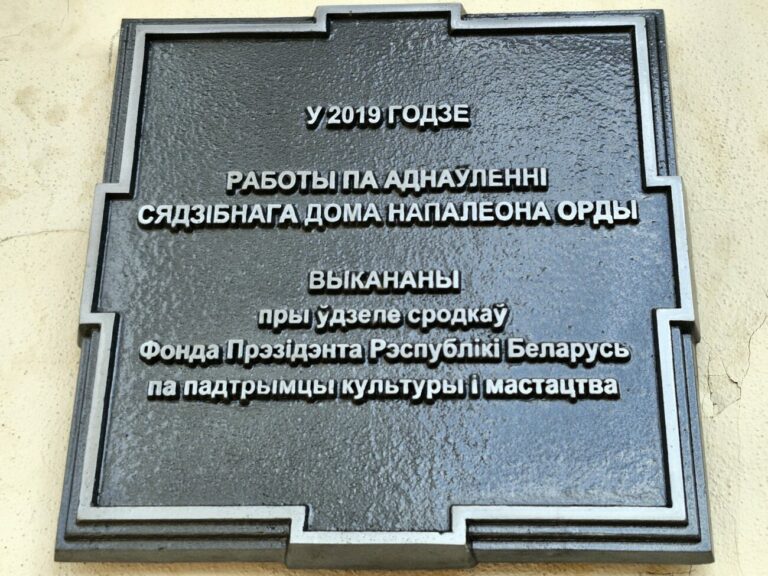 У 2019 ГОДЗЕ
РАБОТЫ ПА АДНАЎЛЕННІ
СЯДЗІБНАГА ДОМА НАПАЛЕОНА ОРДЫ
ВЫКАНАНЫ
пры ўдзеле сродкаў
Фонда Прэзідэнта Рэспублікі Беларусь
па падтрымцы культуры і мастацтва